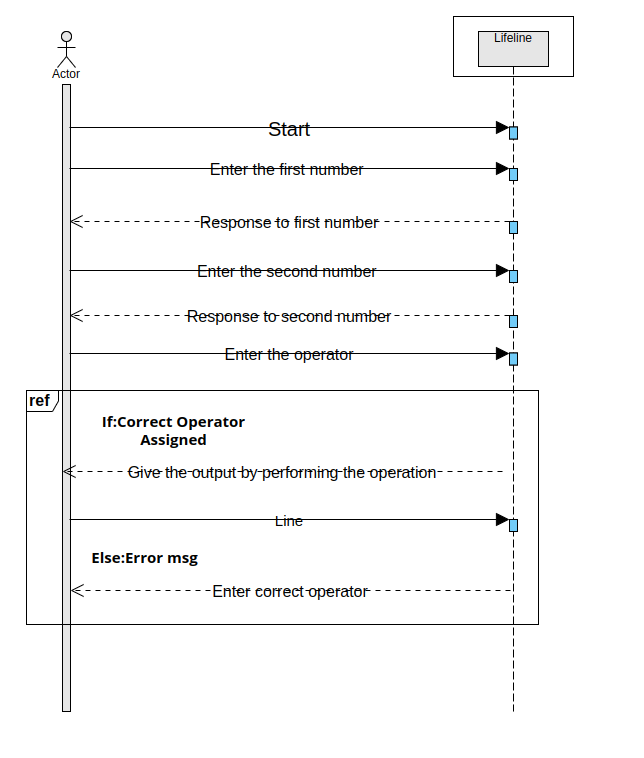 Lifeline
Actor
Start
Enter the first number
Response to first number
Enter the second number
Response to second number
Enter the operator
ref
If:Correct Operator
Assigned
Give the output by performing the operation
Line
Else:Error msg
Enter correct operator